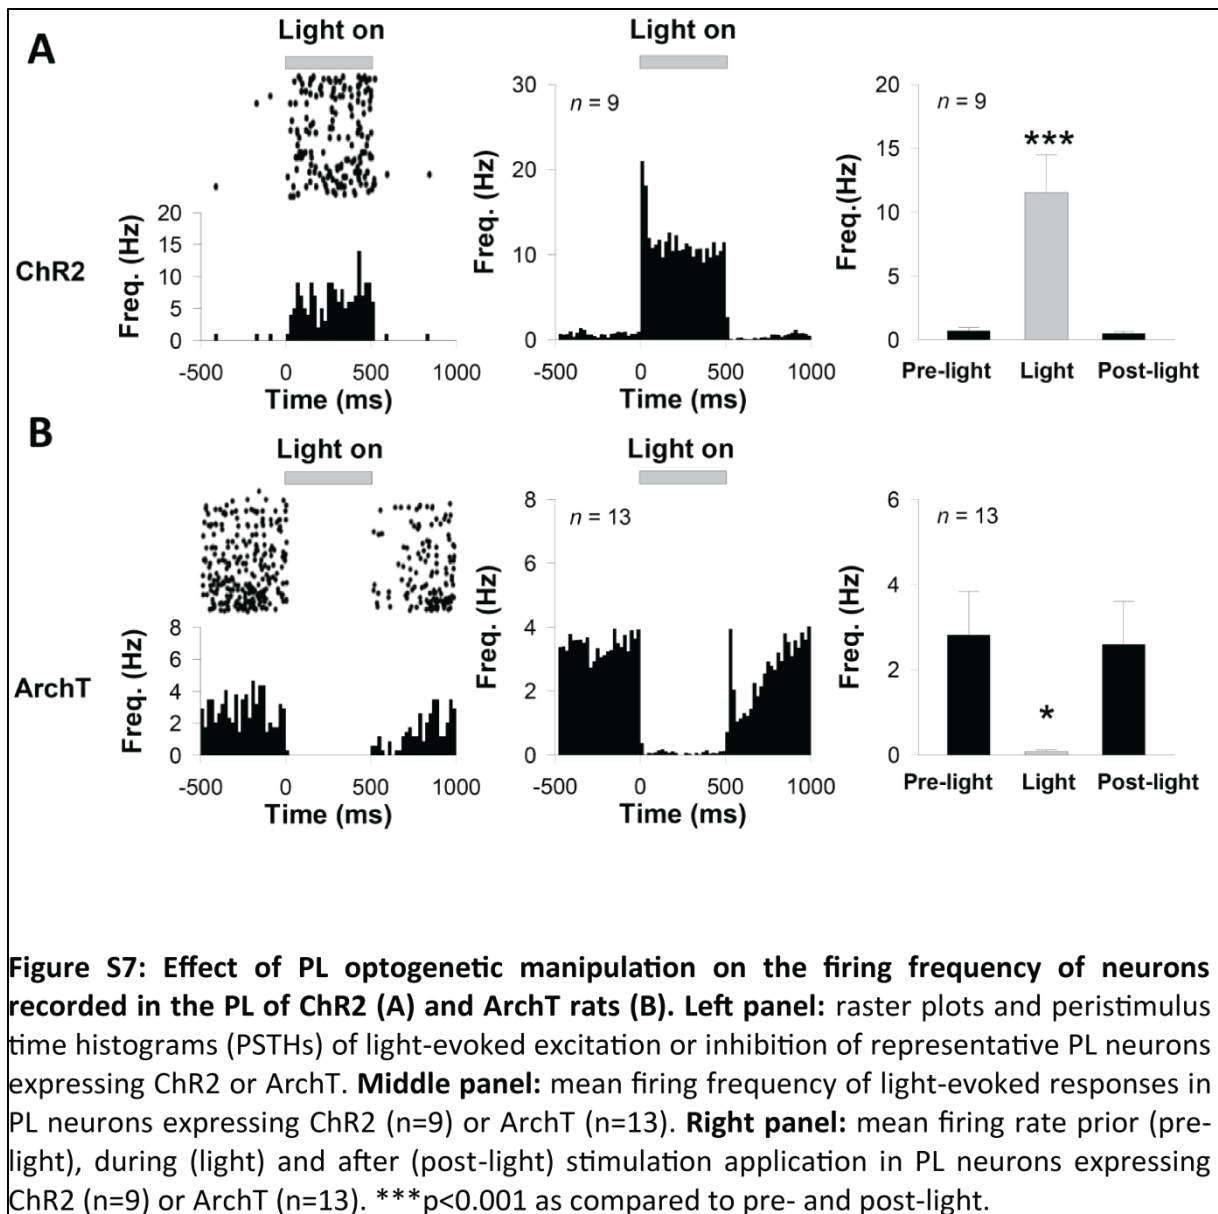 A
Light on
Light on
ChR2
Freq. (Hz)
20
15
10
5
0
-500 0 500 1000
Time (ms)
Freq. (Hz)
30
20
10
0
n = 9
-500 0 500 1000
Time (ms)
Freq.(Hz)
20
15
10
5
0
n = 9
***
Pre-light Light Post-light
B
Light on
Light on
ArchT
Freq. (Hz)
8
6
4
2
0
-500 0 500 1000
Time (ms)
Freq. (Hz)
8
6
4
2
0
n = 13
-500 0 500 1000
Time (ms)
Freq. (Hz)
6
4
2
0
n = 13
*
Pre-light Light Post-light
Figure S7: Effect of PL optogenetic manipulation on the firing frequency of neurons
recorded in the PL of ChR2 (A) and ArchT rats (B). Left panel: raster plots and peristimulus
time histograms (PSTHs) of light-evoked excitation or inhibition of representative PL neurons
expressing ChR2 or ArchT. Middle panel: mean firing frequency of light-evoked responses in
PL neurons expressing ChR2 (n=9) or ArchT (n=13). Right panel: mean firing rate prior (pre-
light), during (light) and after (post-light) stimulation application in PL neurons expressing
ChR2 (n=9) or ArchT (n=13). ***p<0.001 as compared to pre- and post-light.